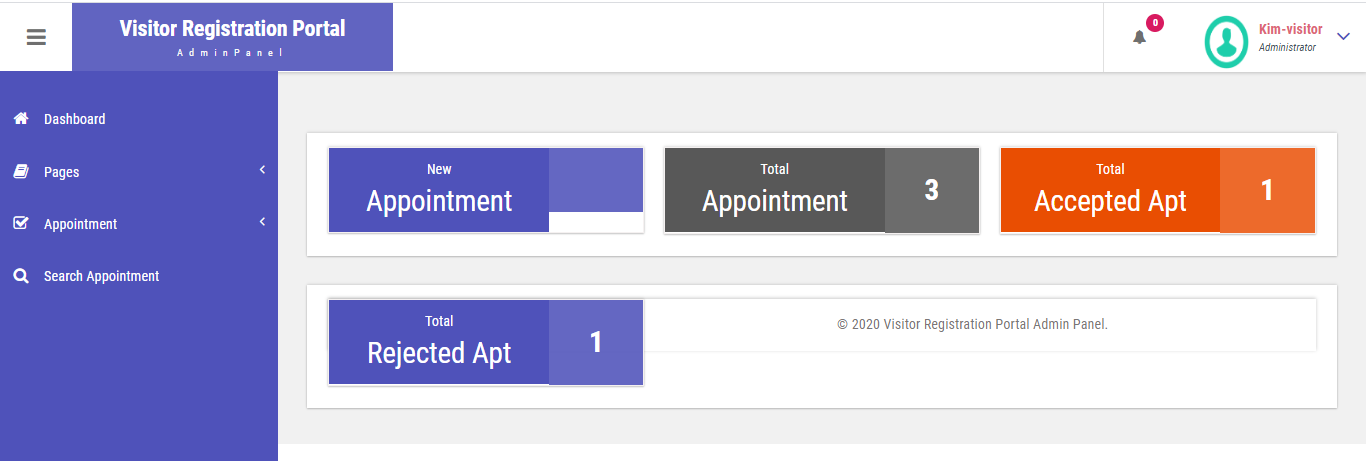 Visitor Registration Portal
AdminPanel
0
Kim-visitor
Administrator
Dashboard
Pages
Appointment
Search Appointment
New
Appointment
Total
Appointment
3
Total
Accepted Apt
1
Total
Rejected Apt
1
© 2020 Visitor Registration Portal Admin Panel.